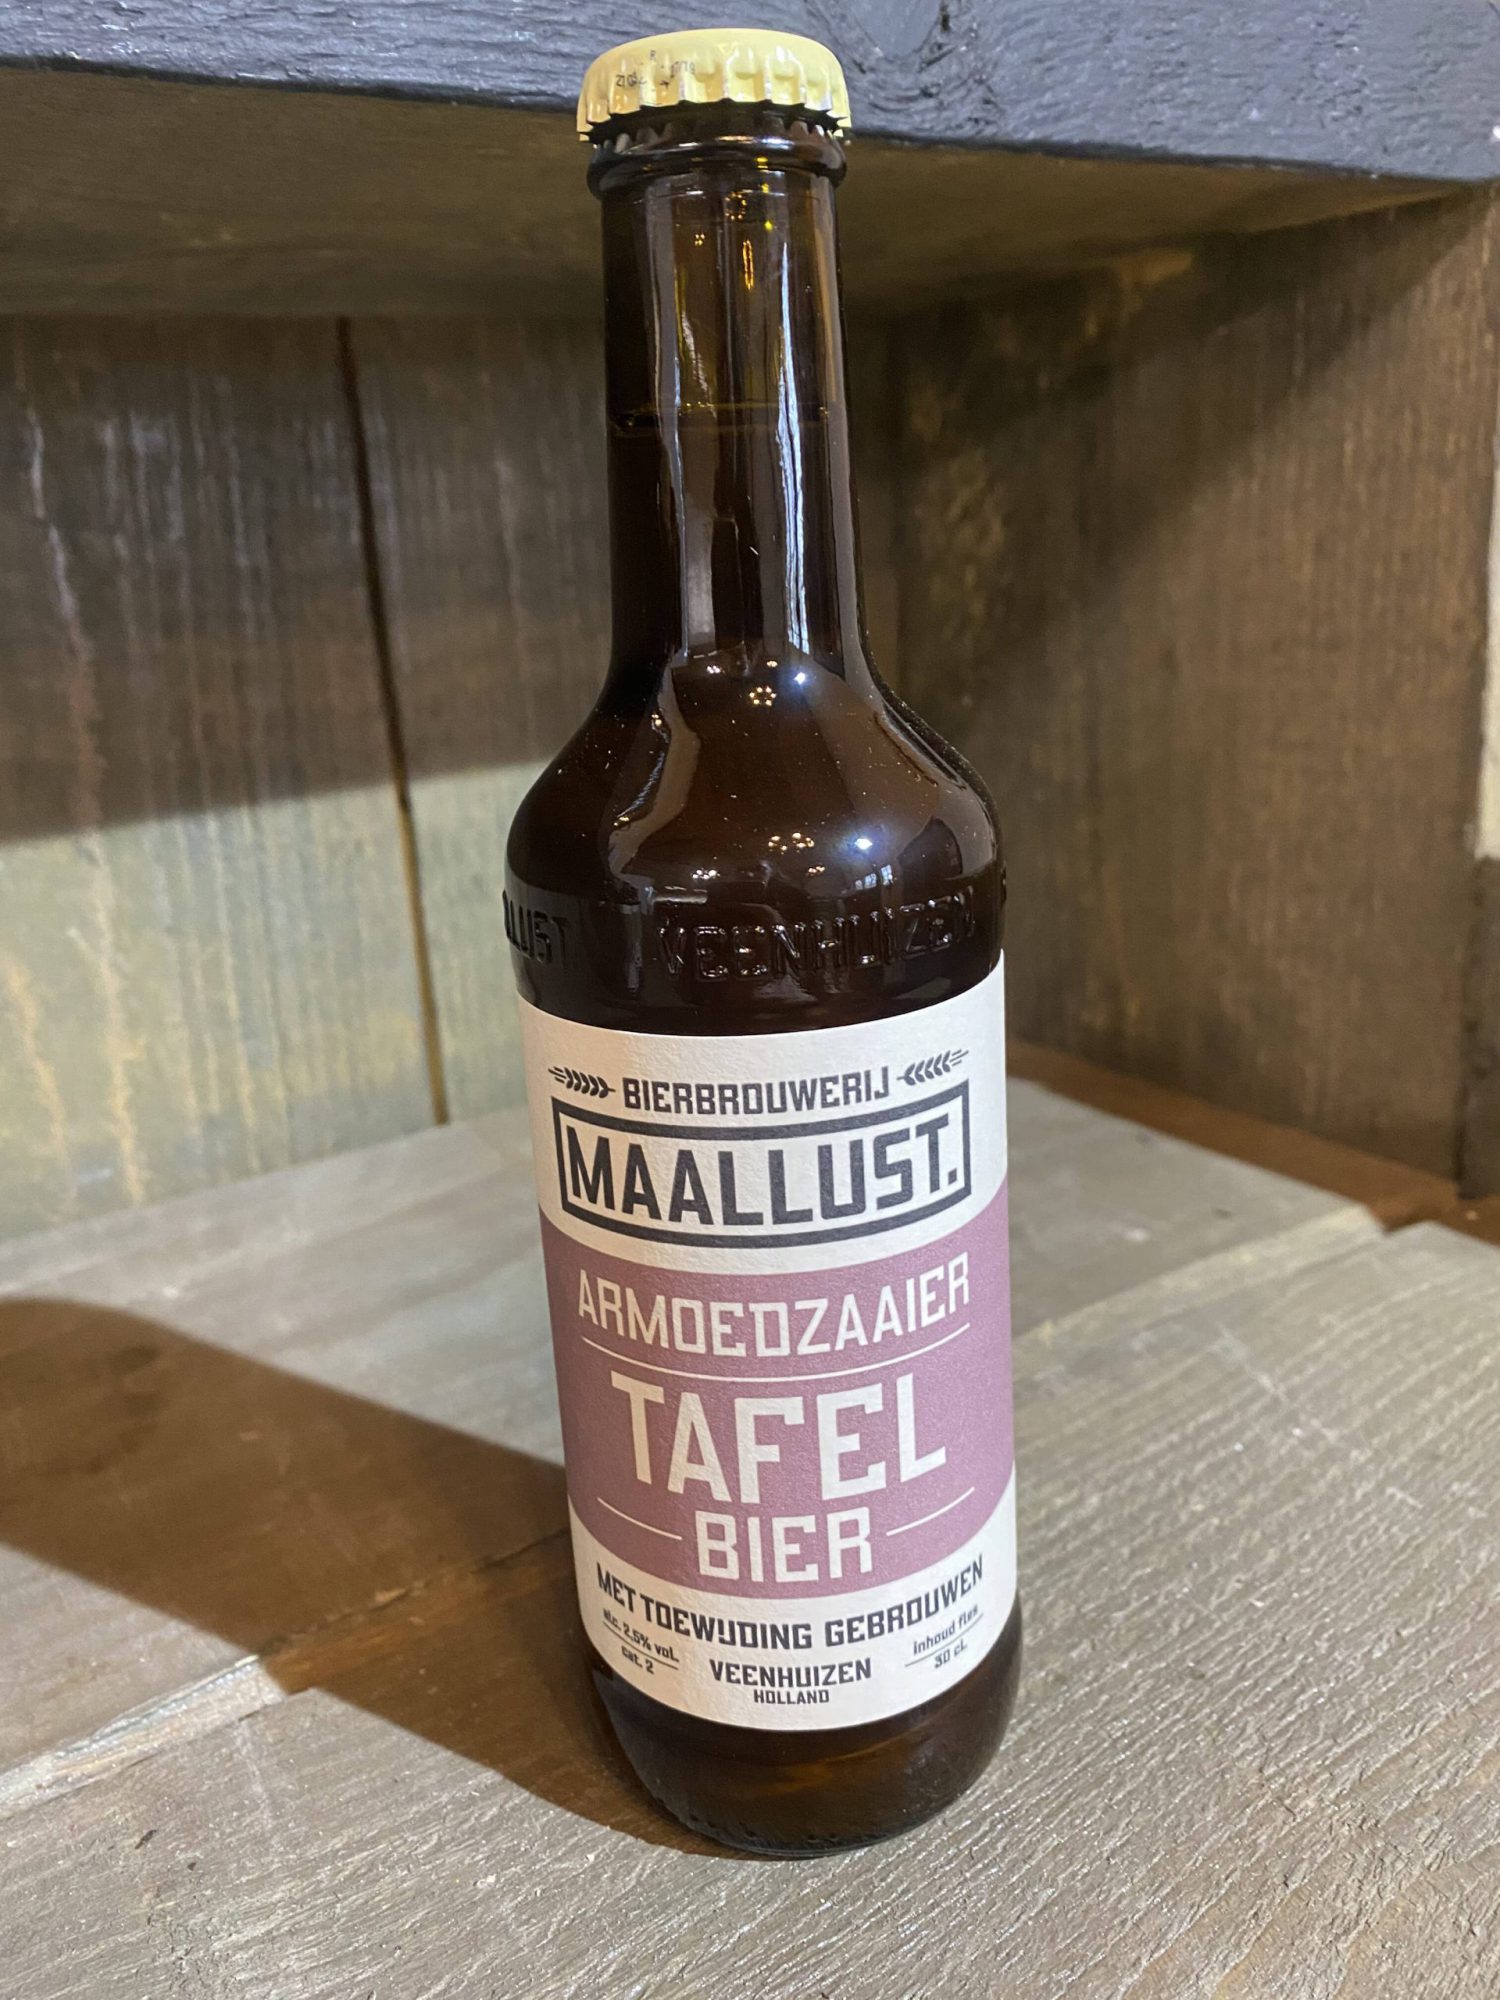 VEENHUIZEN
BIERBROUWERIJ
MAALLUST.
ARMOEDZAAIER
TAFEL
BIER
MET TOEWIJDING GEBROUWEN
alc. 2,5% vol.
cat. 2
VEENHUIZEN
HOLLAND
inhoud fles
30 cl.